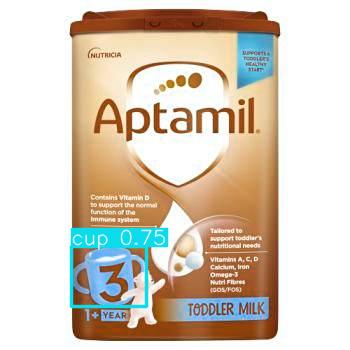 NUTRICIA
SUPPORTS A
TODDLER'S
HEALTHY
START*
Aptamil®
Contains Vitamin D
to support the normal
function of the
Immune system
Tailored to
support toddler's
nutritional needs
Vitamins A, C, D
Calcium, Iron
Omega-3
Nutri Fibres
(GOS/FOS)
cup 0.75
3
1+ YEAR
TODDLER MILK